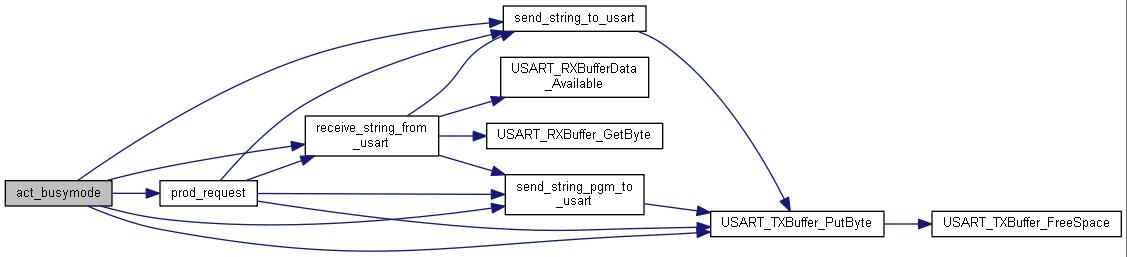 send_string_to_usart
USART_RXBufferData
_Available
receive_string_from
_usart
USART_RXBuffer_GetByte
act_busymode
prod_request
send_string_pgm_to
_usart
USART_TXBuffer_PutByte
USART_TXBuffer_FreeSpace